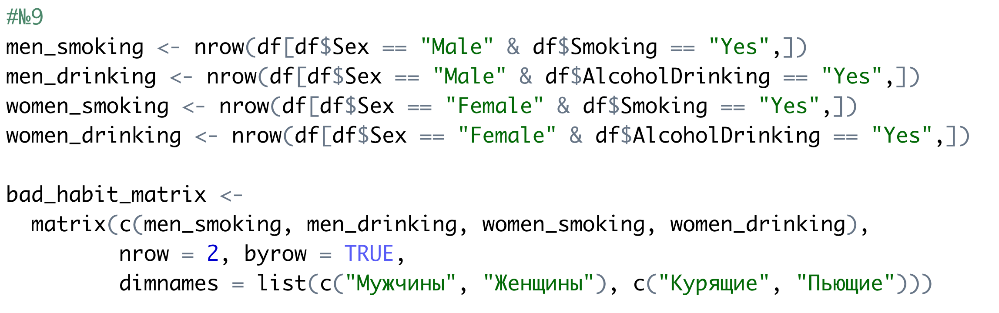 #№9
men_smoking <- nrow(df[df$Sex == "Male" & df$Smoking == "Yes",])
men_drinking <- nrow(df[df$Sex == "Male" & df$AlcoholDrinking == "Yes",])
women_smoking <- nrow(df[df$Sex == "Female" & df$Smoking == "Yes",])
women_drinking <- nrow(df[df$Sex == "Female" & df$AlcoholDrinking == "Yes",])

bad_habit_matrix <-
  matrix(c(men_smoking, men_drinking, women_smoking, women_drinking),
         nrow = 2, byrow = TRUE,
         dimnames = list(c("Мужчины", "Женщины"), c("Курящие", "Пьющие")))